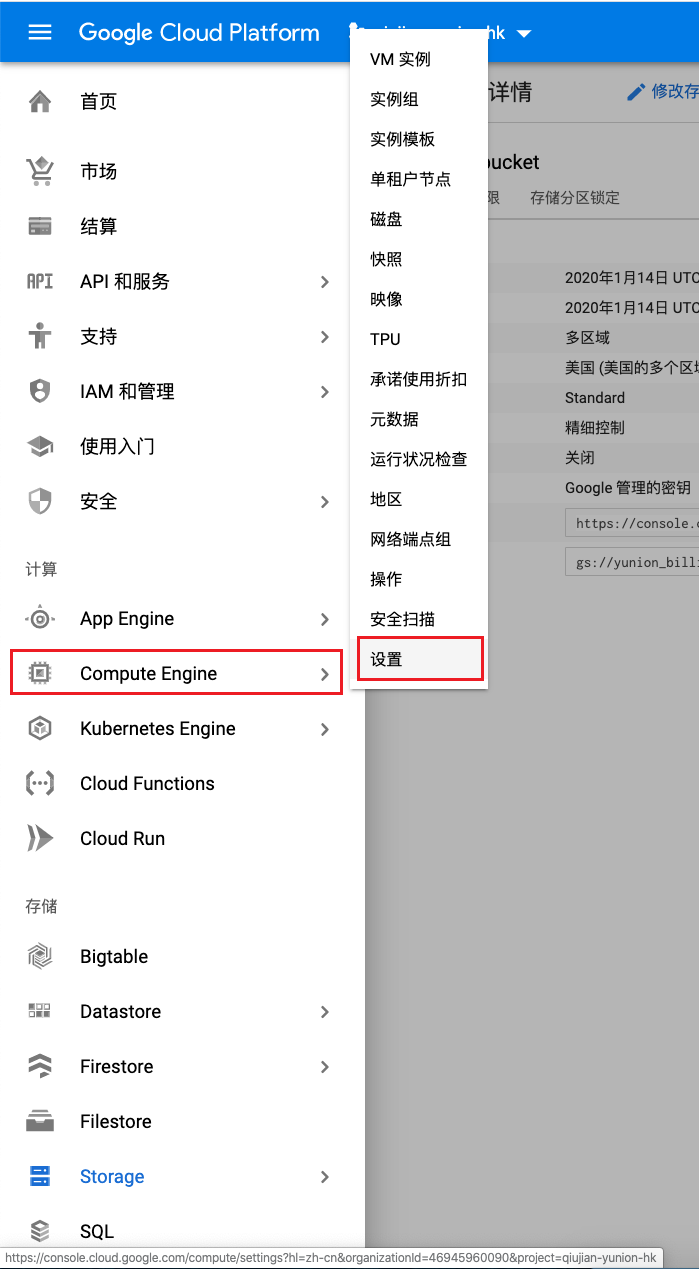 Google Cloud Platform
首页
市场
结算
API 和服务
支持
IAM 和管理
使用入门
安全
计算
App Engine
Compute Engine
Kubernetes Engine
Cloud Functions
Cloud Run
存储
Bigtable
Datastore
Firestore
Filestore
Storage
SQL
VM 实例
实例组
实例模板
单租户节点
磁盘
快照
映像
TPU
承诺使用折扣
元数据
运行状况检查
地区
网络端点组
操作
安全扫描
设置
详情
修改存
bucket
限 存储分区锁定
2020年1月14日 UTC
2020年1月14日 UTC
多区域
美国 (美国的多个区域
Standard
精细控制
关闭
Google 管理的密钥
https://console.c
gs://yunion_billi
https://console.cloud.google.com/compute/settings?hl=zh-cn&organizationId=46945960090&project=qiujian-yunion-hk